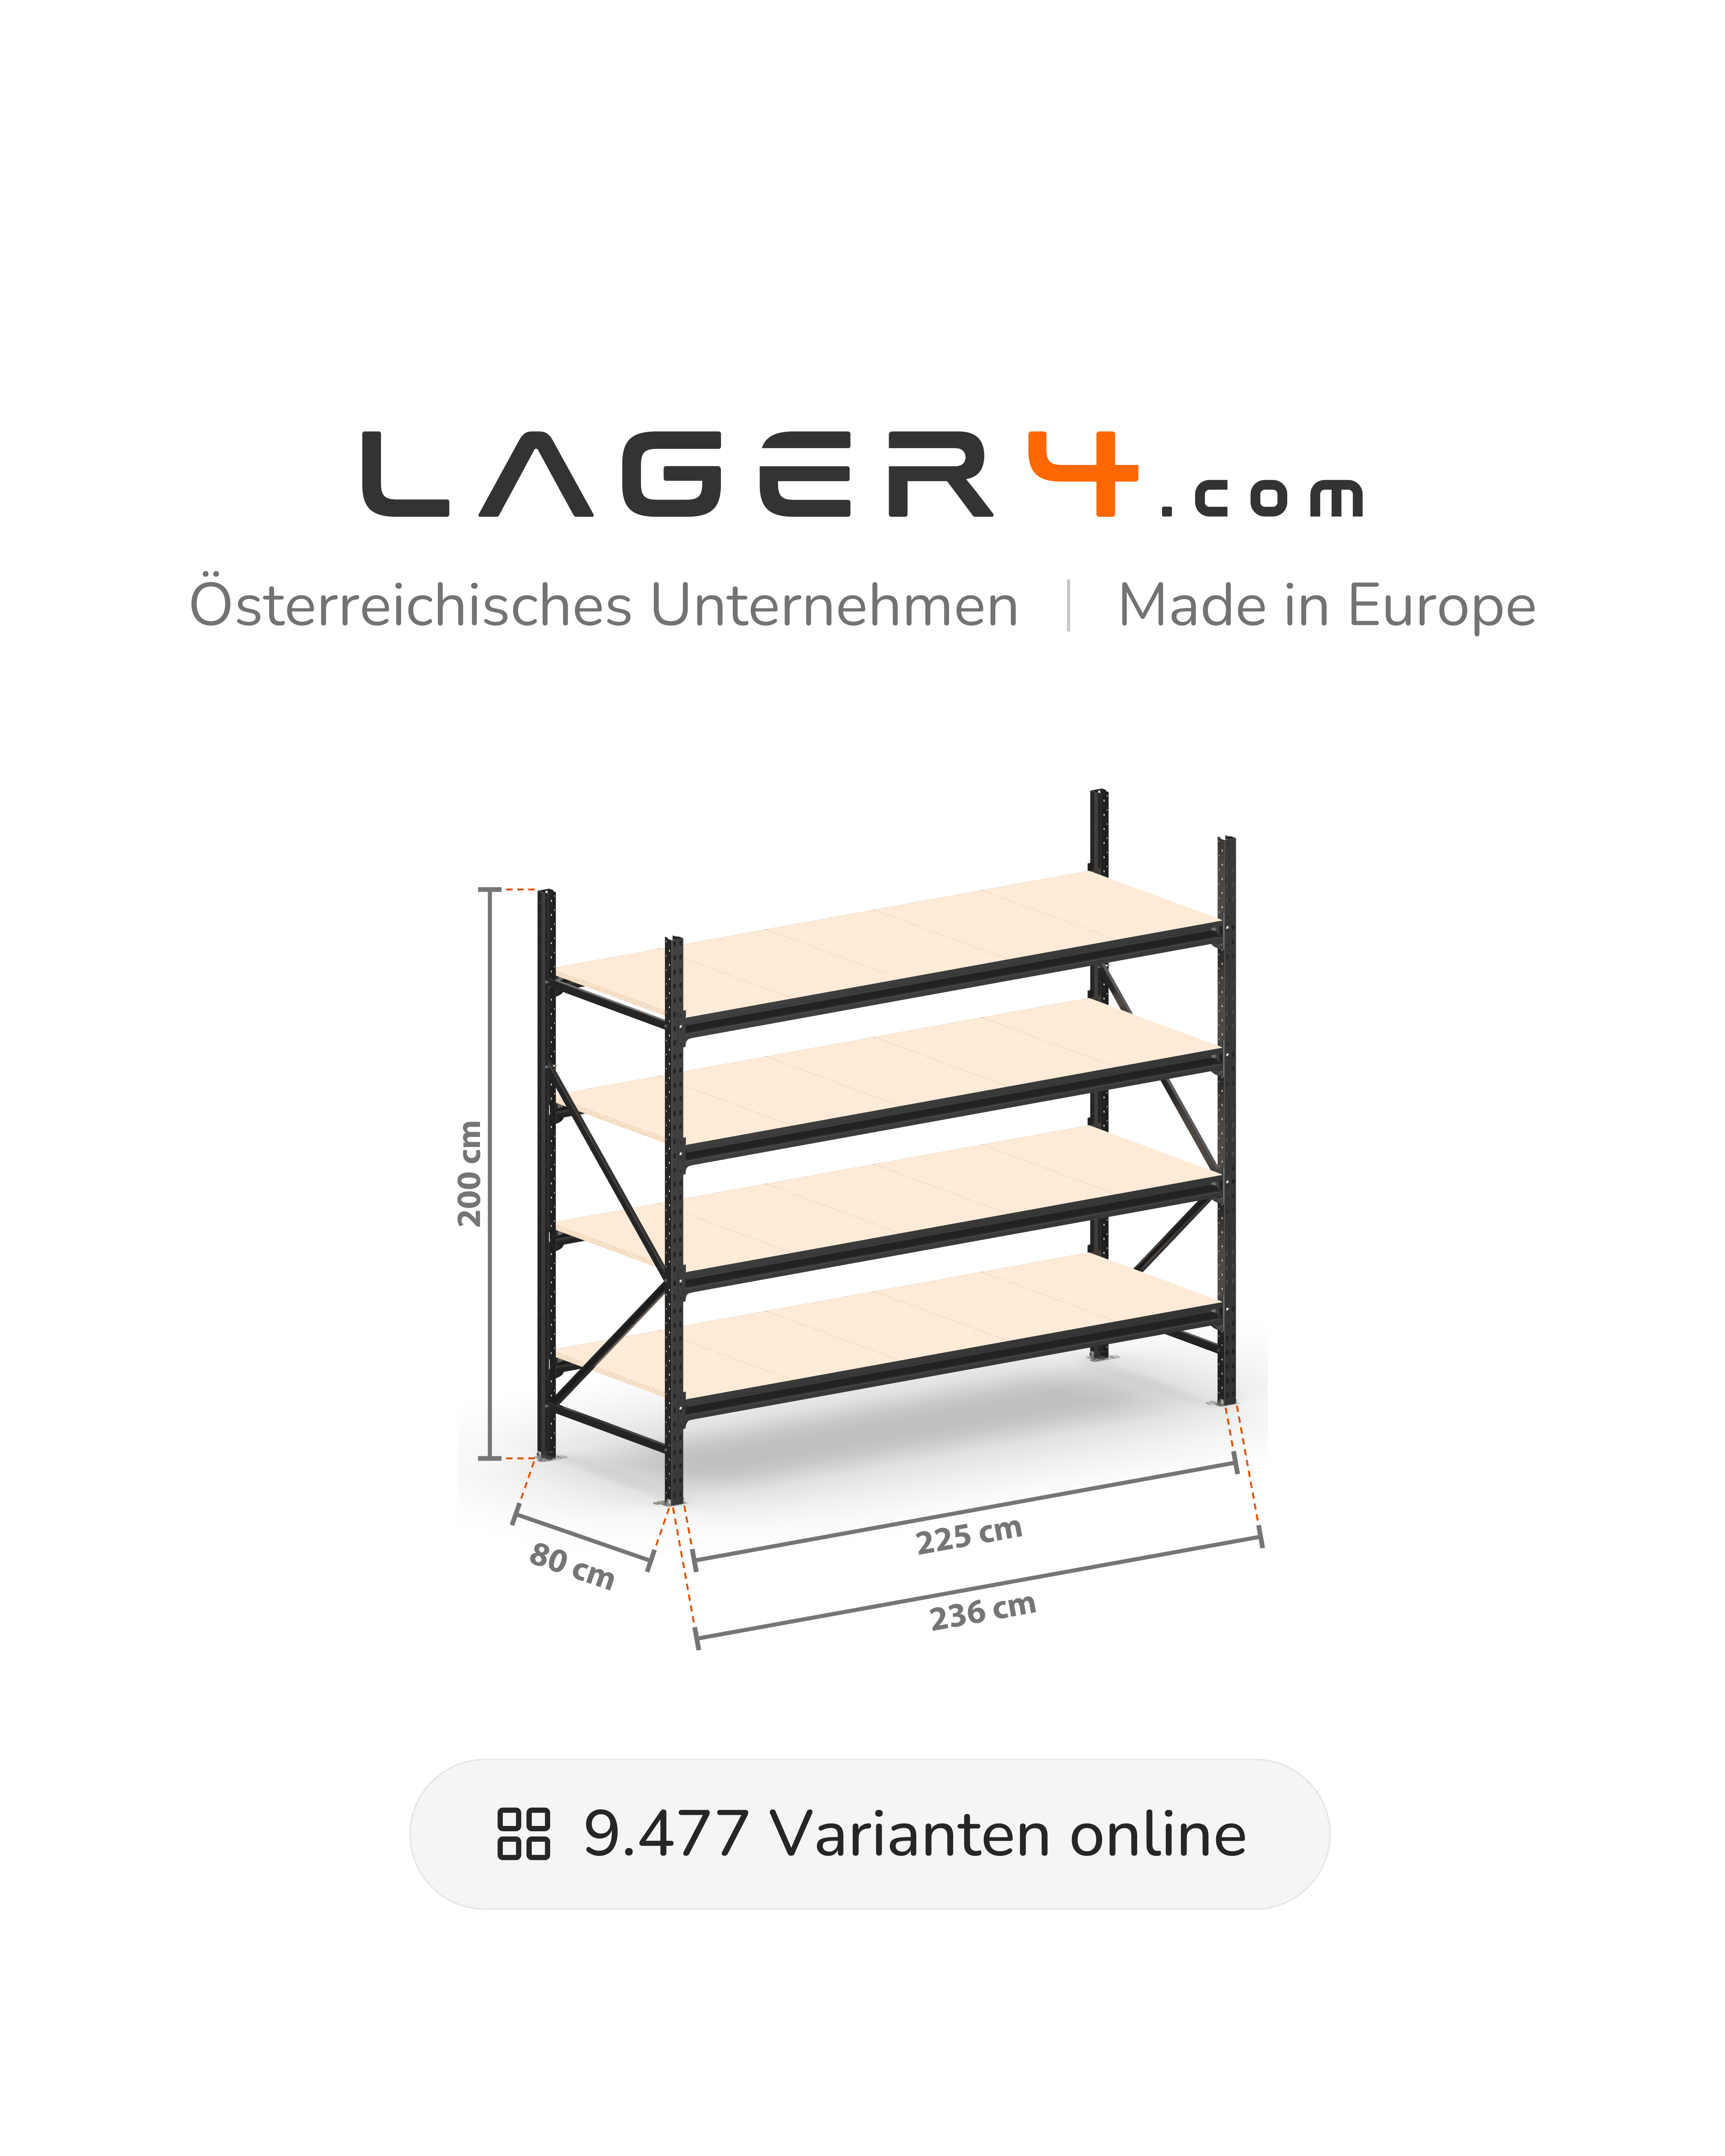 LAGER4.com
Österreichisches Unternehmen | Made in Europe
200 cm
80 cm
225 cm
236 cm
9.477 Varianten online